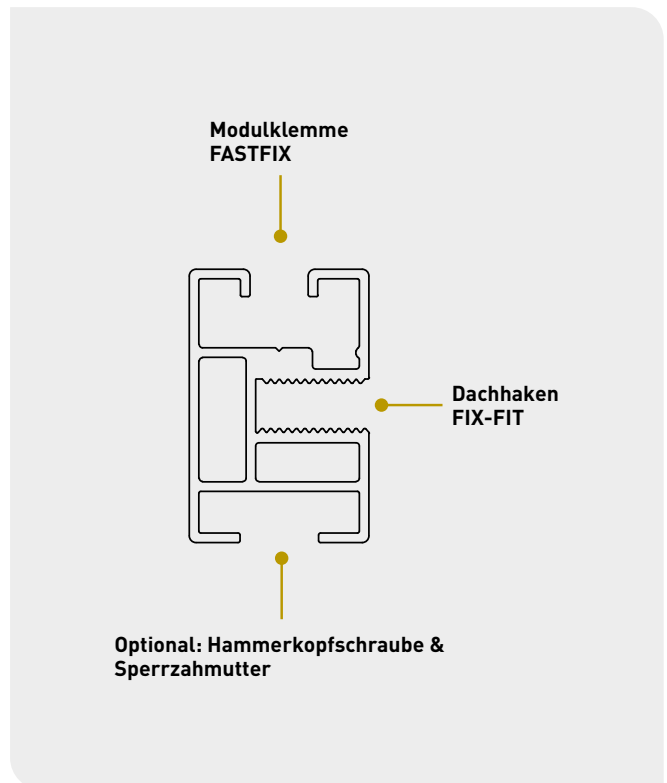 Modulklemme
FASTFIX
Dachhaken
FIX-FIT
Optional: Hammerkopfschraube &
Sperrzahmutter